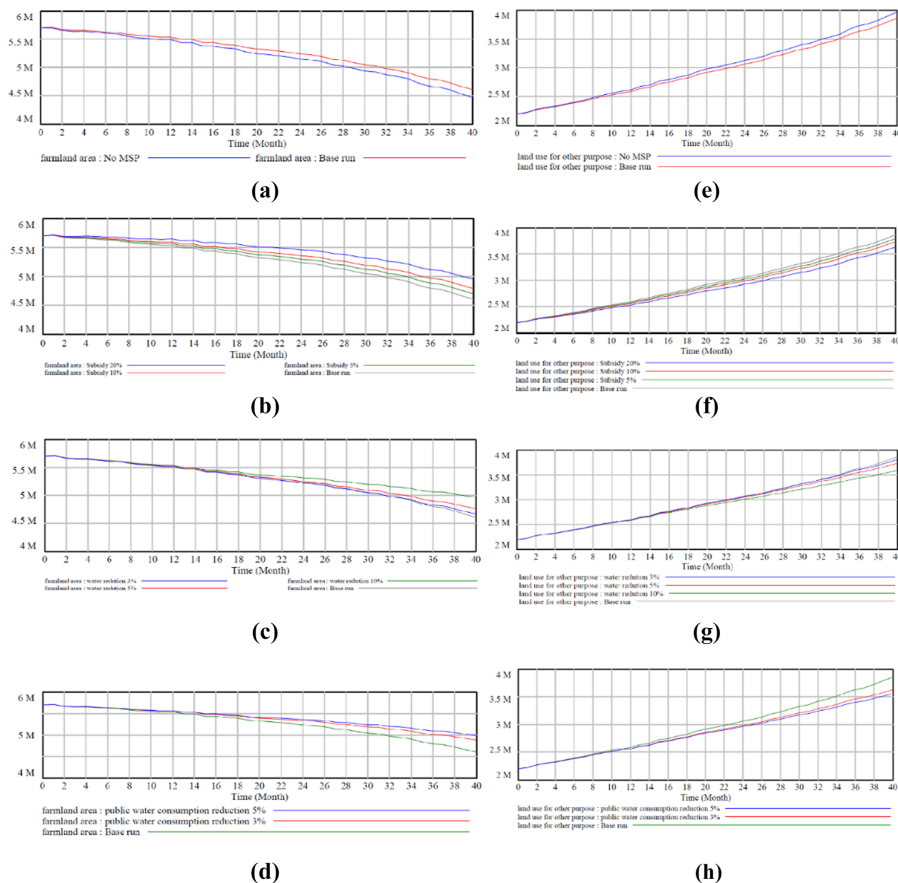 6 M
5.5 M
4.5 M
4 M
0 2 4 6 8 10 12 14 16 18 20 22 24 26 28 30 32 34 36 38 40
Time (Month)
farmland area : No MSP
farmland area : Base run
(a)
4 M
3.5 M
3 M
2.5 M
2 M
0 2 4 6 8 10 12 14 16 18 20 22 24 26 28 30 32 34 36 38 40
Time (Month)
land use for other purpose : No MSP
land use for other purpose : Base run
(e)
6 M
5.5 M
5 M
4.5 M
4 M
0 2 4 6 8 10 12 14 16 18 20 22 24 26 28 30 32 34 36 38 40
Time (Month)
farmland area : Subsidy 20% farmland area : Subsidy 3%
farmland area : Subsidy 10% farmland area : Base run
(b)
4 M
3.5 M
3 M
2.5 M
2 M
0 2 4 6 8 10 12 14 16 18 20 22 24 26 28 30 32 34 36 38 40
Time (Month)
land use for other purpose : Subsidy 20%
land use for other purpose : Subsidy 10%
land use for other purpose : Subsidy 5%
land use for other purpose : Base run
(f)
6 M
5.5 M
5 M
4.5 M
4 M
0 2 4 6 8 10 12 14 16 18 20 22 24 26 28 30 32 34 36 38 40
Time (Month)
farmland area : water redution 3% farmland area : water redution 10%
farmland area : water redution 5% farmland area : Base run
(c)
4 M
3.5 M
3 M
2.5 M
2 M
0 2 4 6 8 10 12 14 16 18 20 22 24 26 28 30 32 34 36 38 40
Time (Month)
land use for other purpose : water redution 3%
land use for other purpose : water redution 5%
land use for other purpose : water redution 10%
land use for other purpose : Base run
(g)
6 M
5 M
4 M
0 2 4 6 8 10 12 14 16 18 20 22 24 26 28 30 32 34 36 38 40
Time (Month)
farmland area : public water consumption reduction 5%
farmland area : public water consumption reduction 3%
farmland area : Base run
(d)
4 M
3.5 M
3 M
2.5 M
2 M
0 2 4 6 8 10 12 14 16 18 20 22 24 26 28 30 32 34 36 38 40
Time (Month)
land use for other purpose : public water consumption reduction 5%
land use for other purpose : public water consumption reduction 3%
land use for other purpose : Base run
(h)